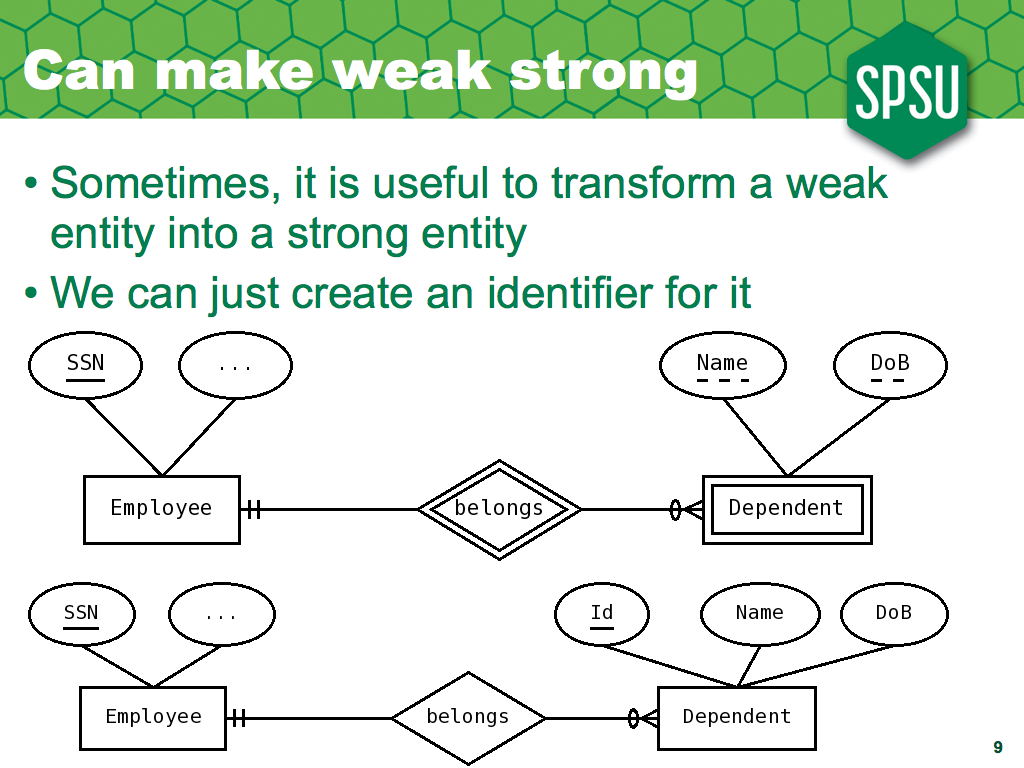 Can make weak strong
SPSU
• Sometimes, it is useful to transform a weak
entity into a strong entity
• We can just create an identifier for it
SSN ... Name DoB
Employee belongs Dependent
SSN ... Id Name DoB
Employee belongs Dependent
9